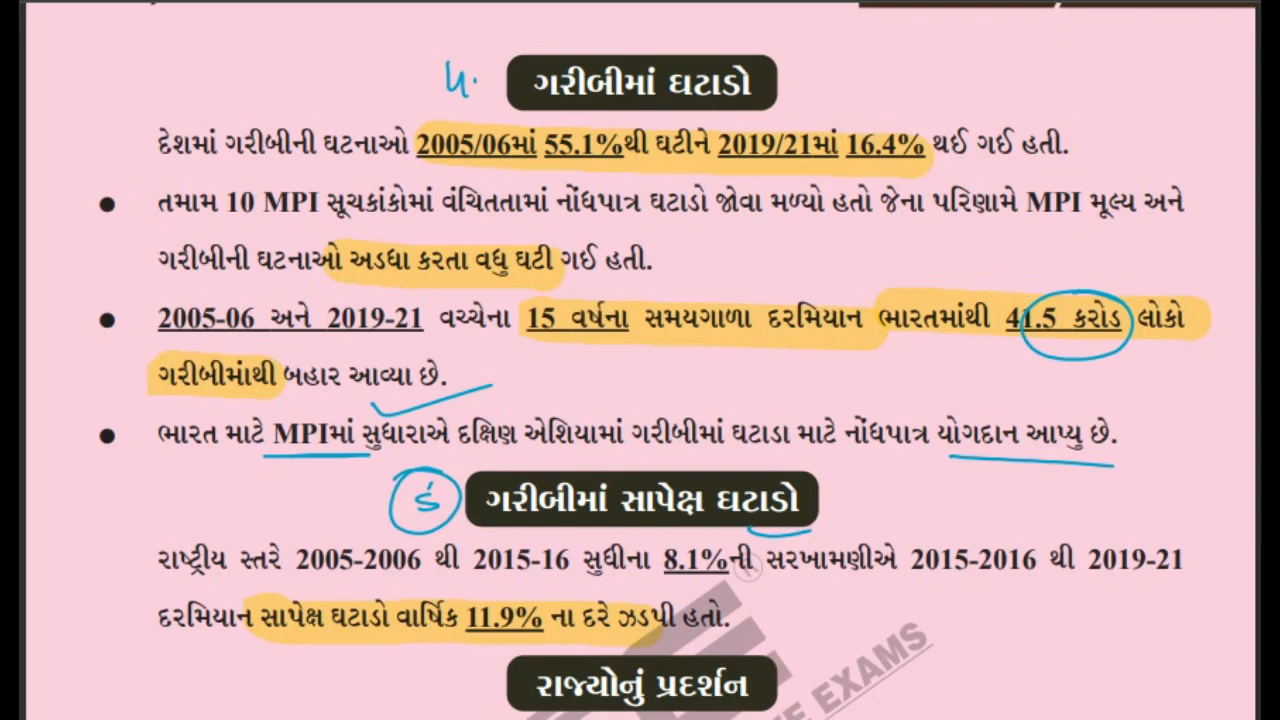 ૫.
ગરીબીમાં ઘટાડો
દેશમાં ગરીબીની ઘટનાઓ 2005/06માં 55.1%થી ઘટીને 2019/21માં 16.4% થઈ ગઈ હતી.
● તમામ 10 MPI સૂચકાંકોમાં વંચિતતામાં નોંધપાત્ર ઘટાડો જોવા મળ્યો હતો જેના પરિણામે MPI મૂલ્ય અને
ગરીબીની ઘટનાઓ અડધા કરતા વધુ ઘટી ગઈ હતી.
● 2005-06 અને 2019-21 વચ્ચેના 15 વર્ષના સમયગાળા દરમિયાન ભારતમાંથી 41.5 કરોડ લોકો
ગરીબીમાંથી બહાર આવ્યા છે.
● ભારત માટે MPIમાં સુધારાએ દક્ષિણ એશિયામાં ગરીબીમાં ઘટાડા માટે નોંધપાત્ર યોગદાન આપ્યુ છે.
ગરીબીમાં સાપેક્ષ ઘટાડો
રાષ્ટ્રીય સ્તરે 2005-2006 થી 2015-16 સુધીના 8.1%ની સરખામણીએ 2015-2016 થી 2019-21
દરમિયાન સાપેક્ષ ઘટાડો વાર્ષિક 11.9% ના દરે ઝડપી હતો.
રાજ્યોનું પ્રદર્શન
EXAMS